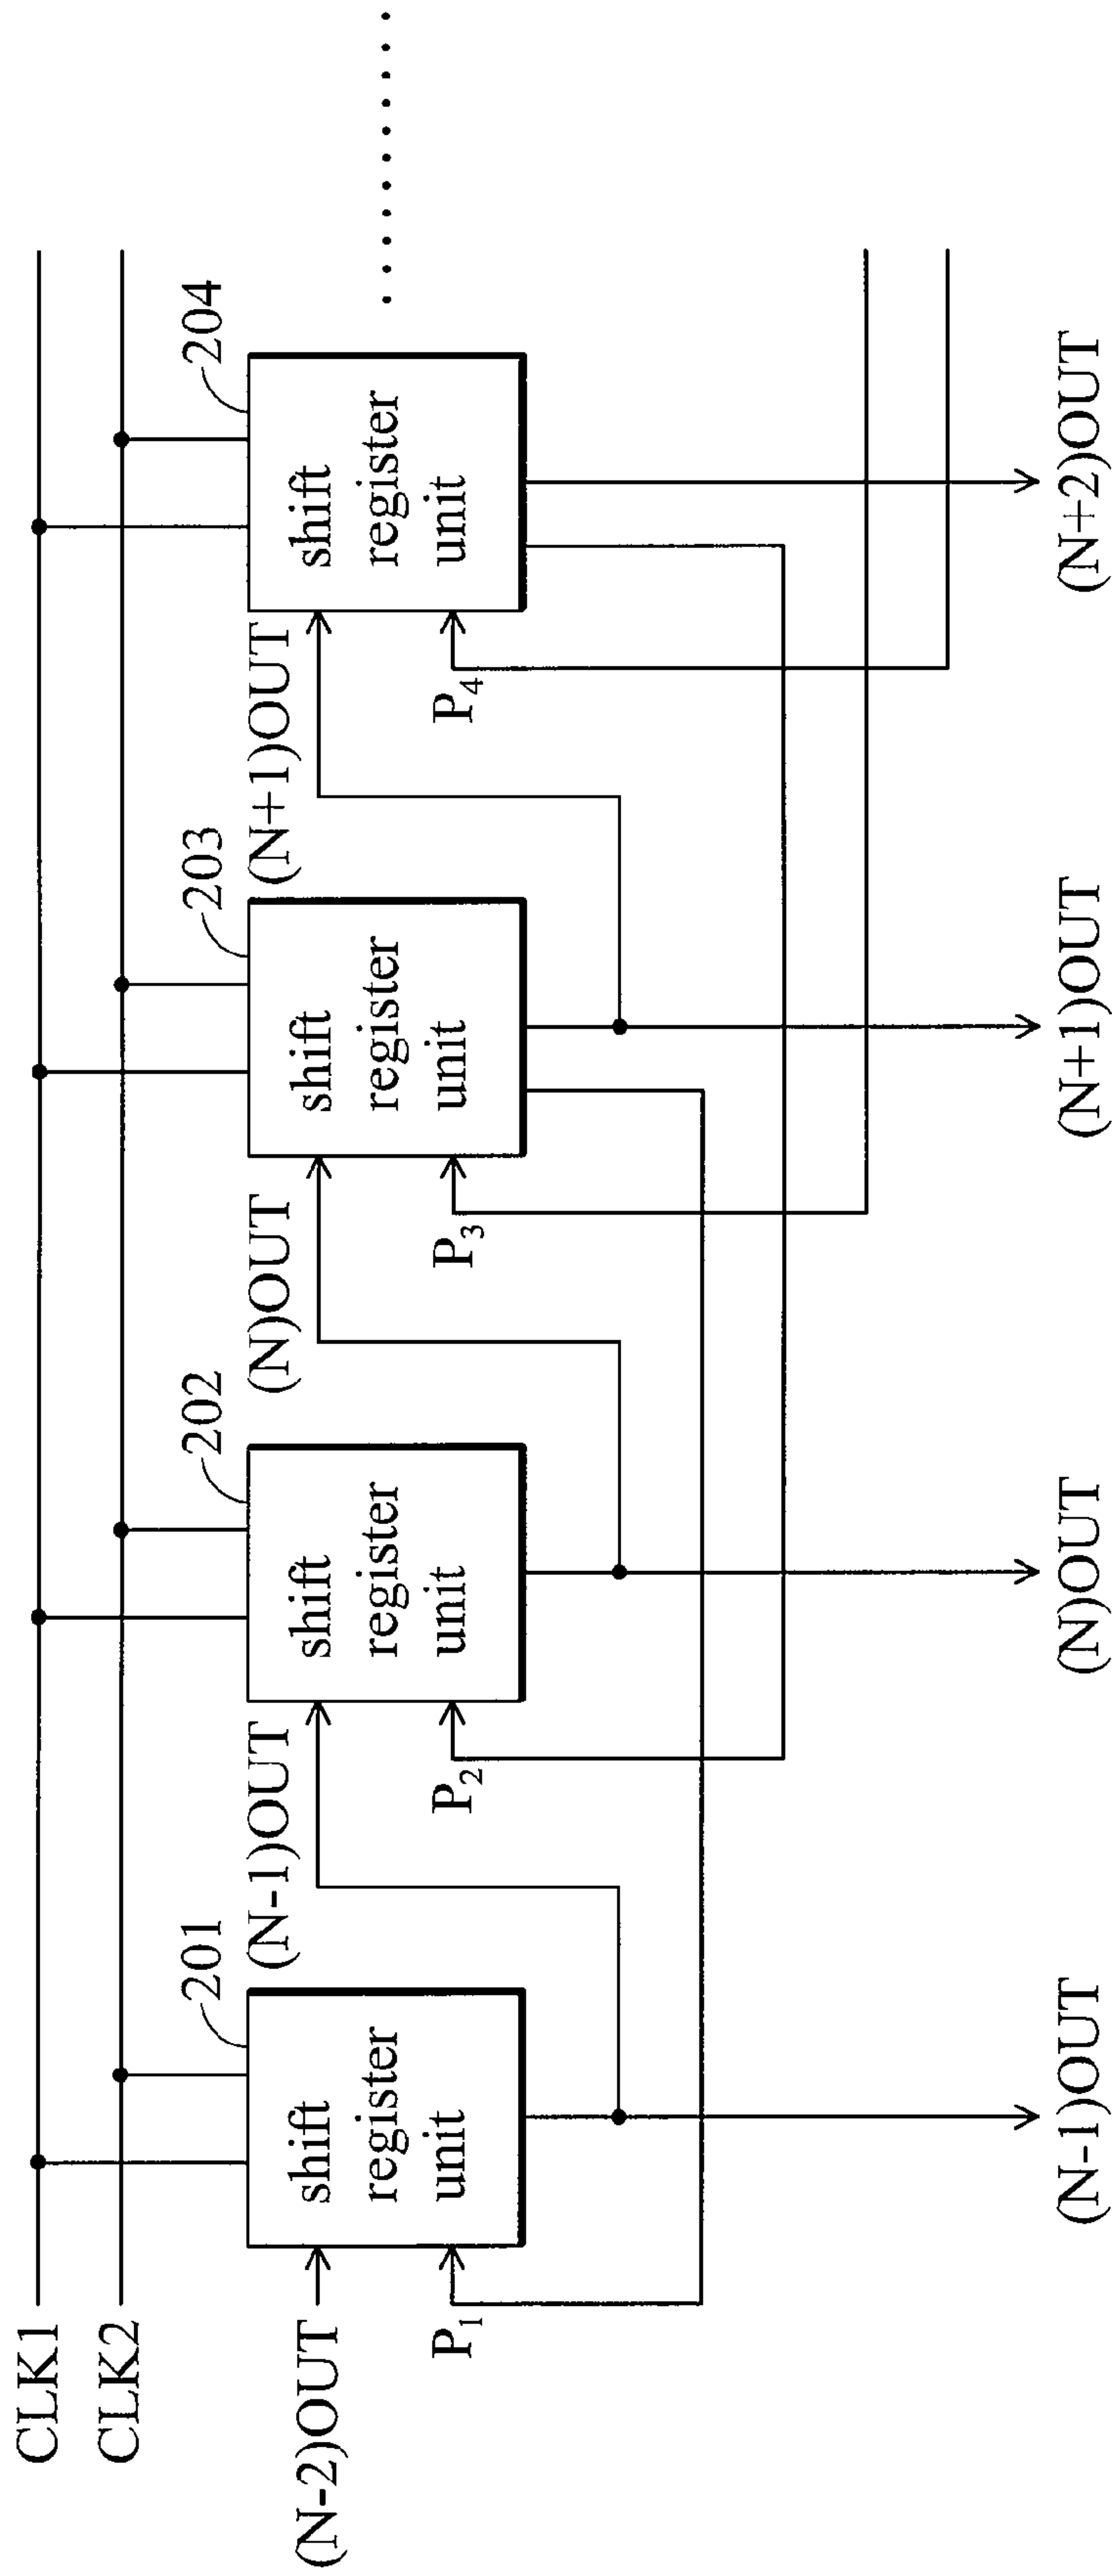 CLK1
CLK2
201
202
203
204
(N-2)OUT
(N-1)OUT
(N)OUT
(N+1)OUT
shift
register
unit
shift
register
unit
shift
register
unit
shift
register
unit
P1
P2
P3
P4
(N-1)OUT
(N)OUT
(N+1)OUT
(N+2)OUT